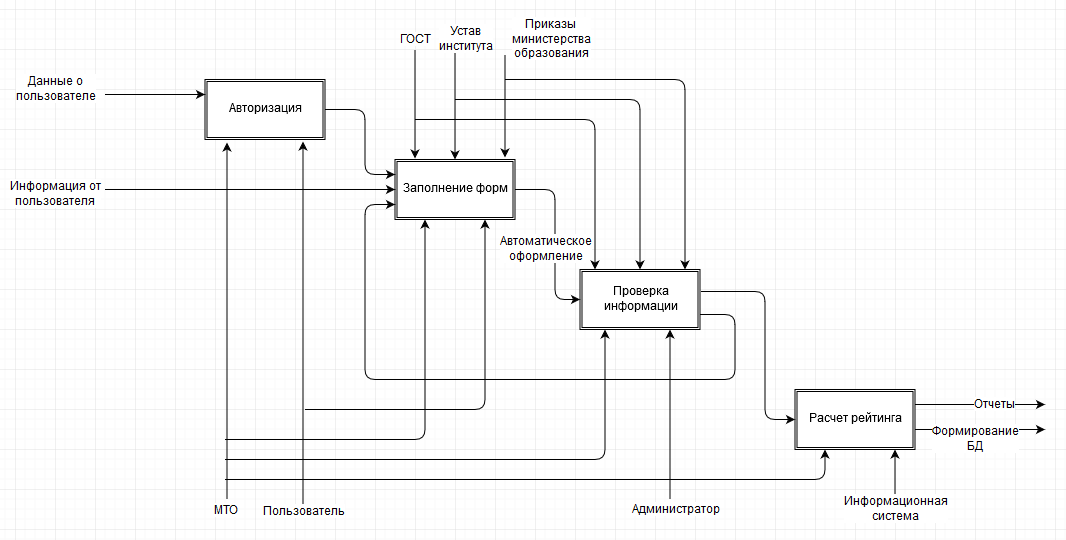 Приказы
министерства
образования
Устав
института
ГОСТ
Данные о
пользователе
Авторизация
Информация от
пользователя
Заполнение форм
Автоматическое
оформление
Проверка
информации
Расчет рейтинга
Отчеты
Формирование
БД
МТО
Пользователь
Администратор
Информационная
система